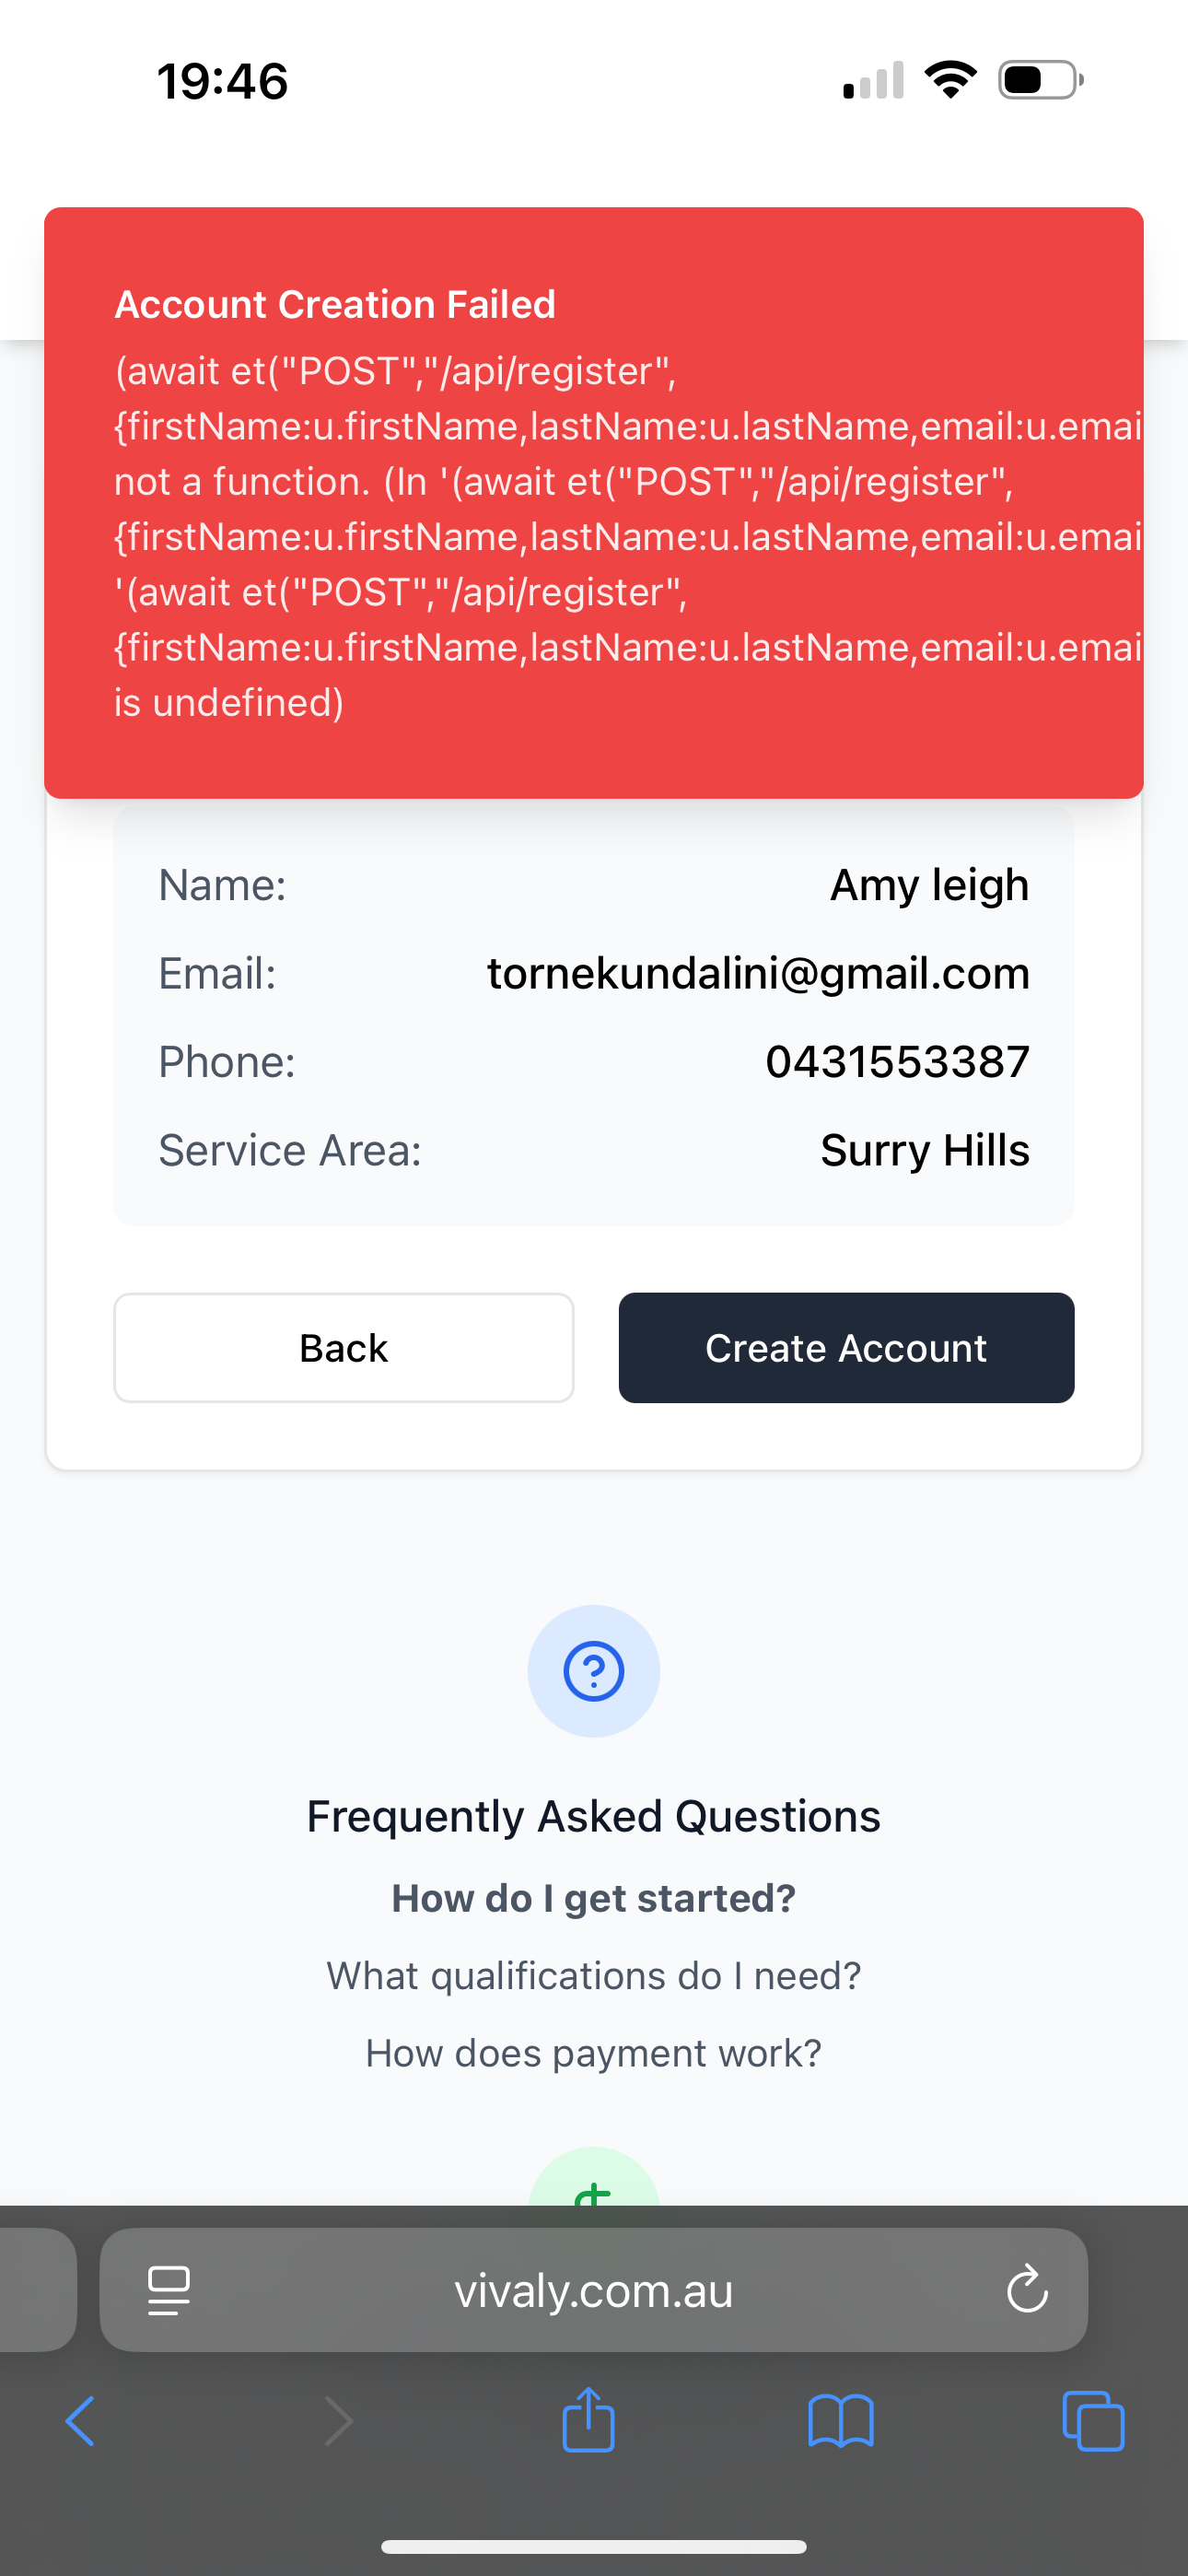 19:46
Account Creation Failed
(await et("POST","/api/register",
{firstName:u.firstName,lastName:u.lastName,email:u.emai
not a function. (In '(await et("POST","/api/register",
{firstName:u.firstName,lastName:u.lastName,email:u.emai
'(await et("POST","/api/register",
{firstName:u.firstName,lastName:u.lastName,email:u.emai
is undefined)
Name: Amy leigh
Email: tornekundalini@gmail.com
Phone: 0431553387
Service Area: Surry Hills
Back Create Account
Frequently Asked Questions
How do I get started?
What qualifications do I need?
How does payment work?
vivaly.com.au